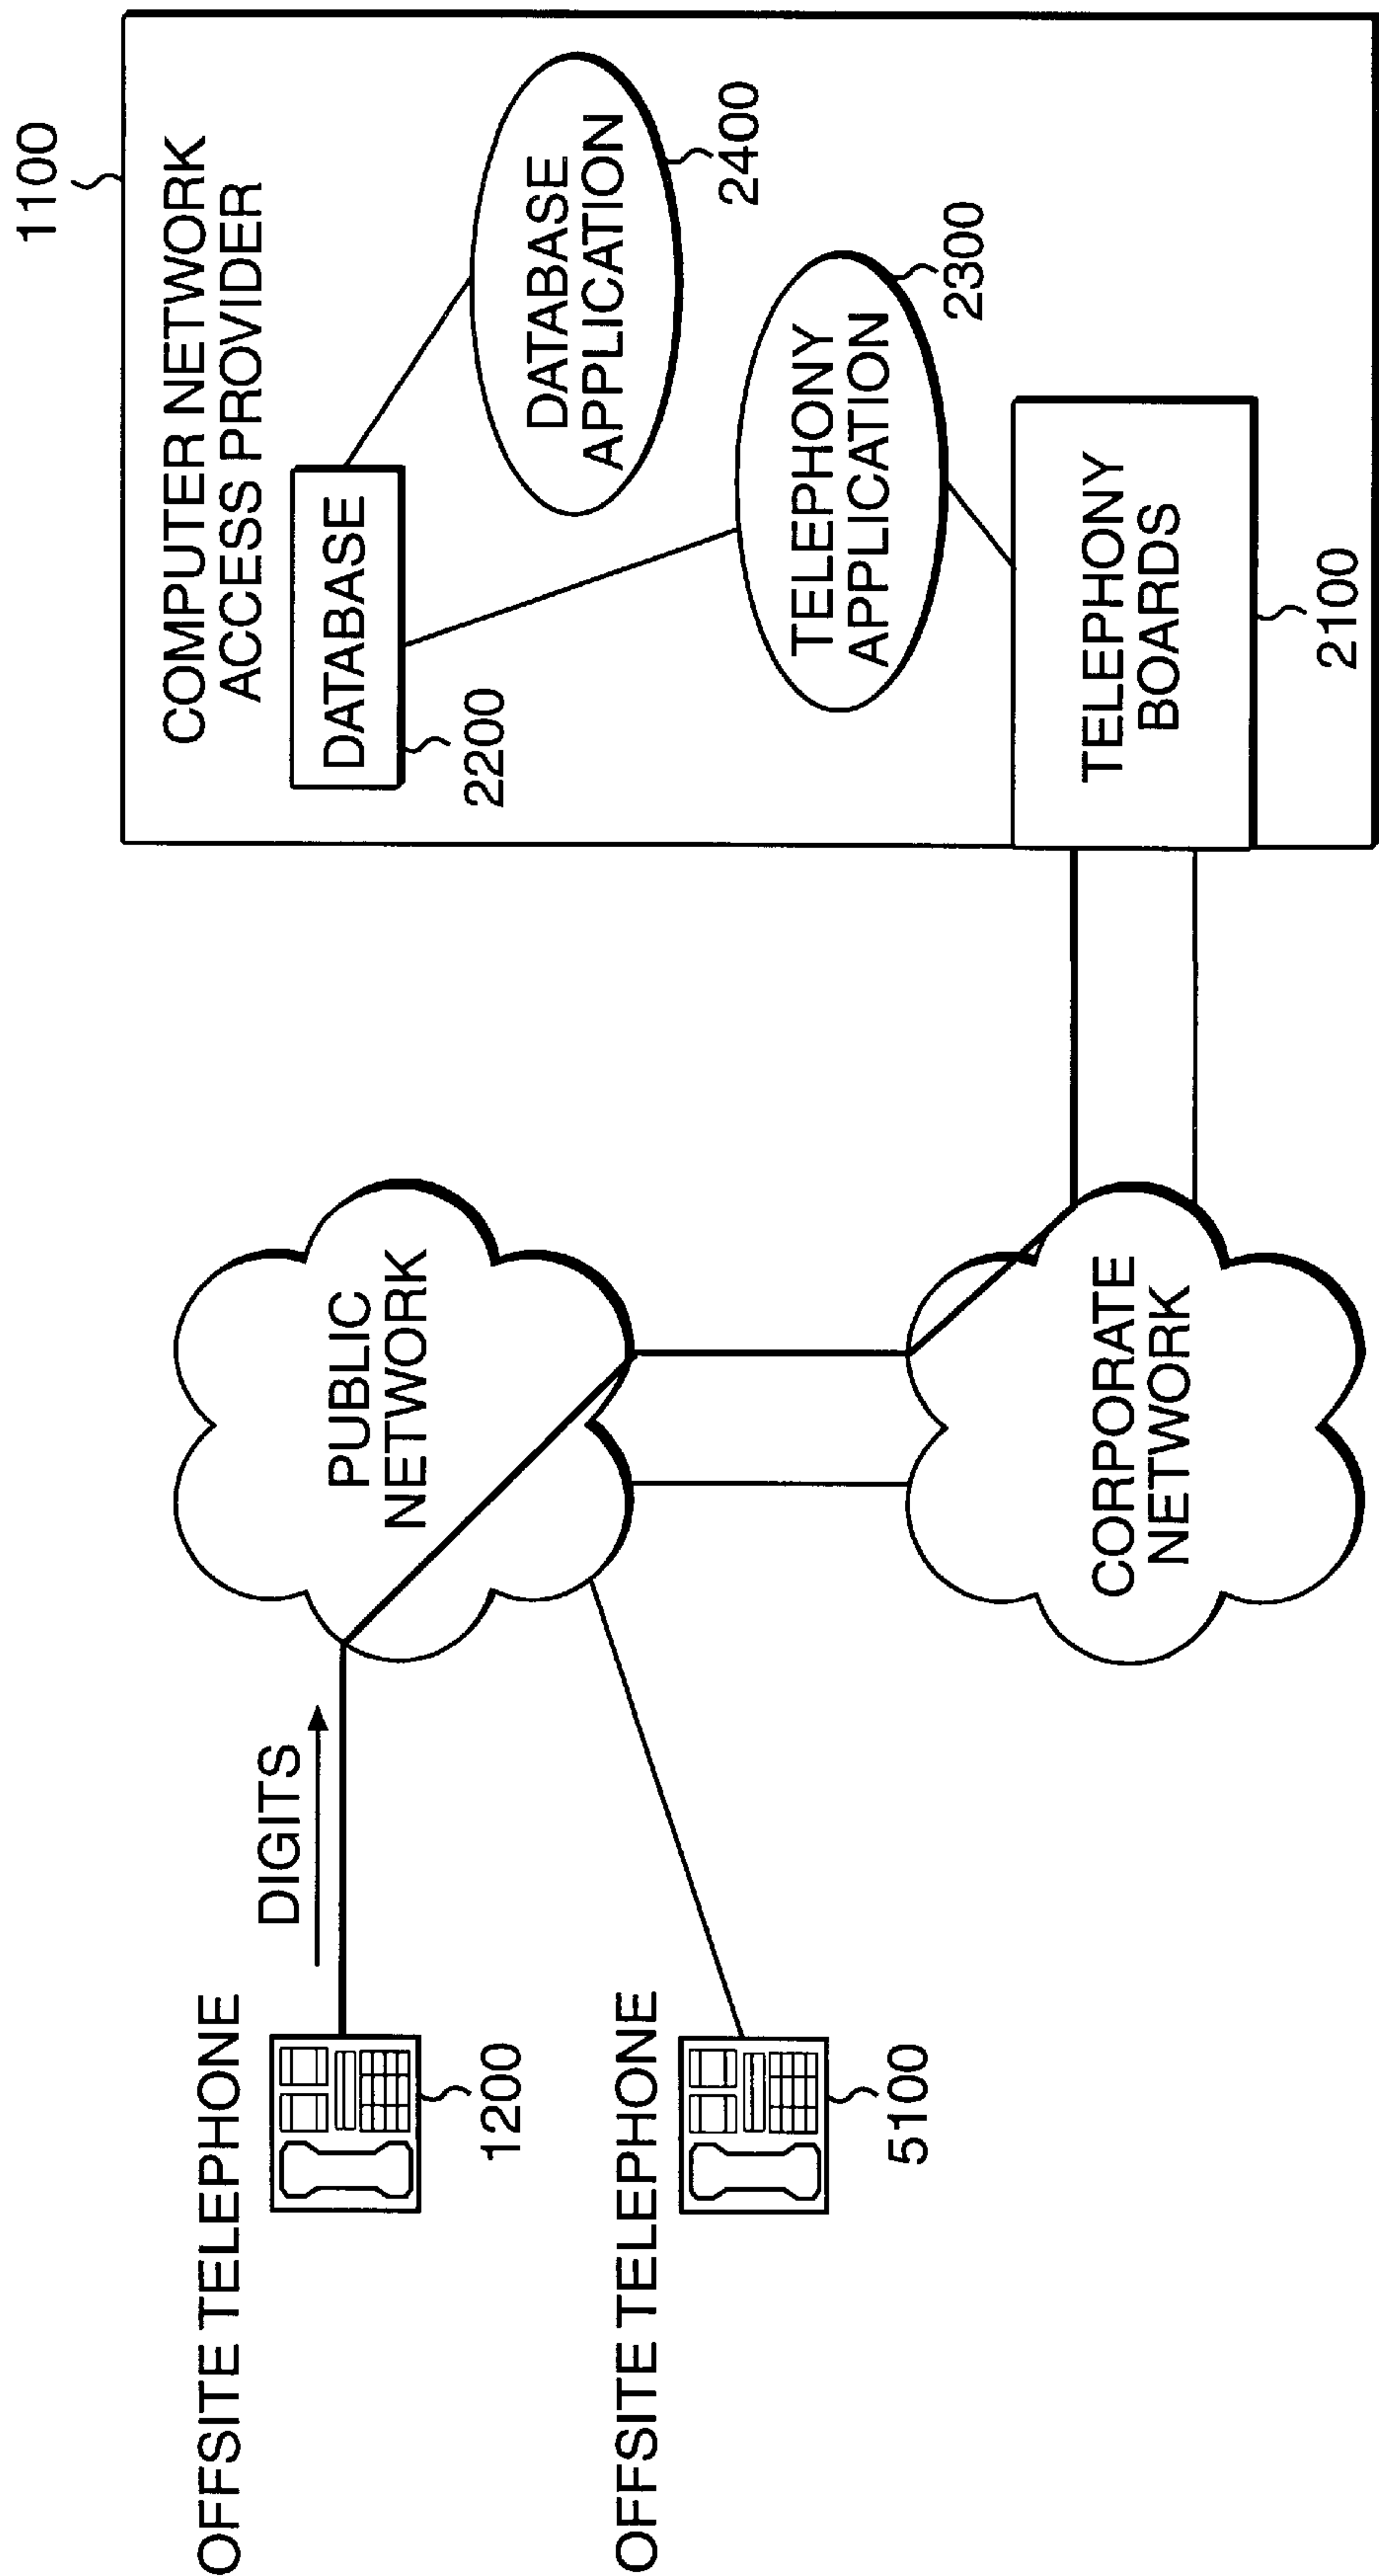 OFFSITE TELEPHONE
1200
DIGITS
OFFSITE TELEPHONE
5100
PUBLIC
NETWORK
CORPORATE
NETWORK
1100
COMPUTER NETWORK
ACCESS PROVIDER
DATABASE
2200
DATABASE
APPLICATION
2400
TELEPHONY
APPLICATION
2300
TELEPHONY
BOARDS
2100